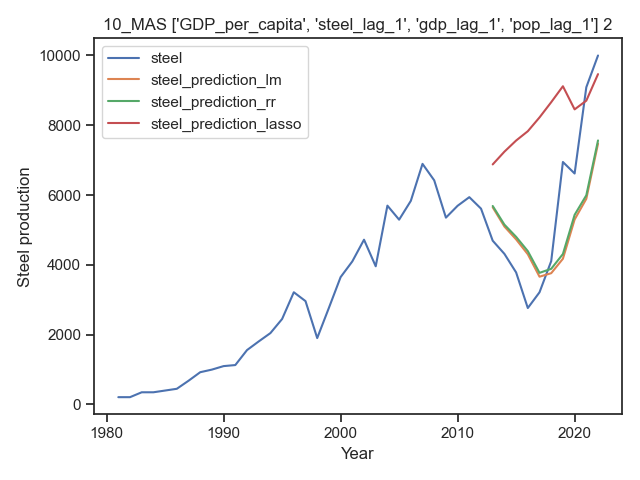 10_MAS ['GDP_per_capita', 'steel_lag_1', 'gdp_lag_1', 'pop_lag_1'] 2
steel
steel_prediction_lm
steel_prediction_rr
steel_prediction_lasso
10000
8000
6000
4000
2000
0
Steel production
1980
1990
2000
2010
2020
Year